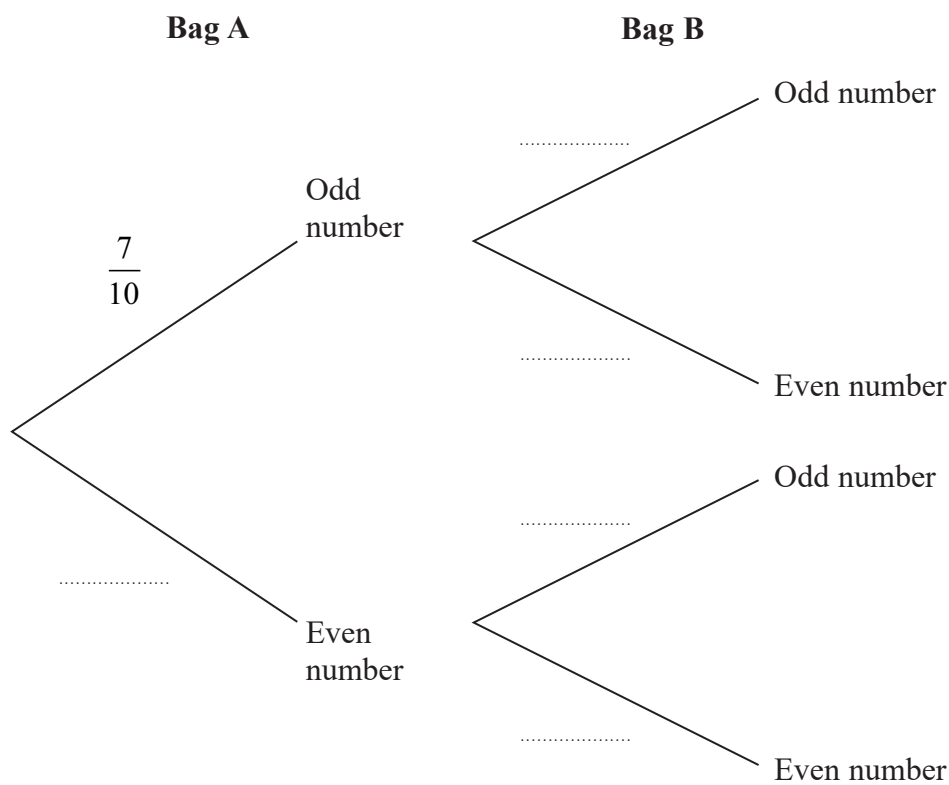 Bag A
Bag B
Odd number
Odd
number
7
10
....................
....................
Even number
Odd number
....................
....................
Even
number
....................
Even number